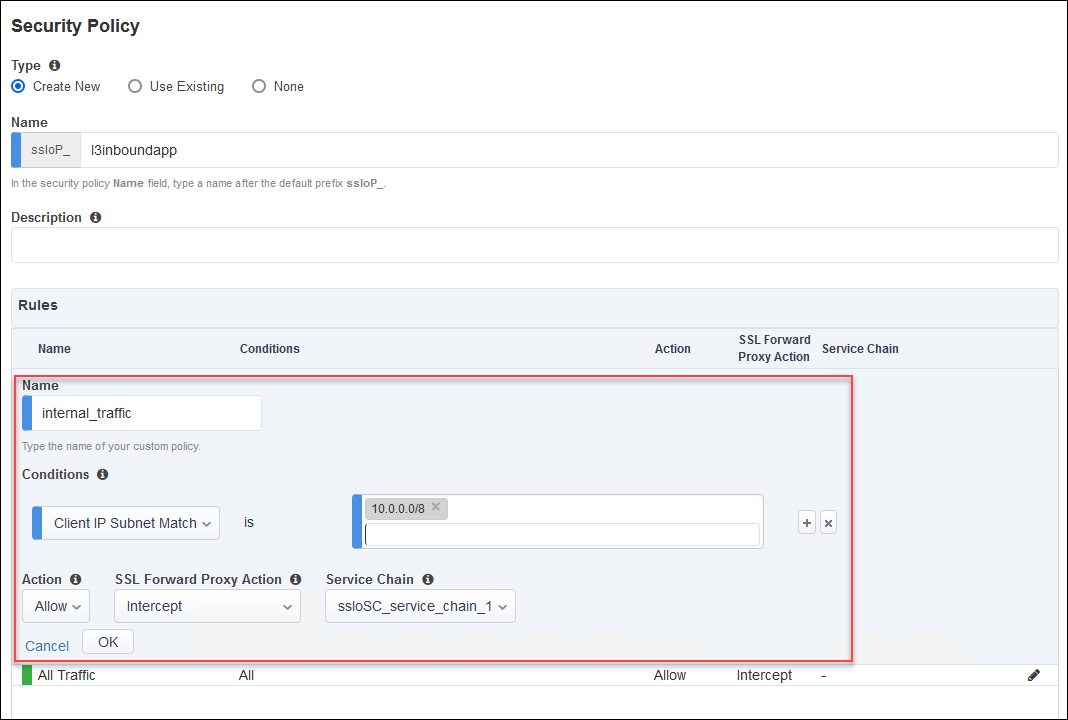 Security Policy
Type
Create New Use Existing None
Name
ssloP_ l3inboundapp
In the security policy Name field, type a name after the default prefix ssloP_.
Description
Rules
Name Conditions Action SSL Forward Proxy Action Service Chain
Name
internal_traffic
Type the name of your custom policy.
Conditions
Client IP Subnet Match is 10.0.0.0/8
Action SSL Forward Proxy Action Service Chain
Allow Intercept ssloSC_service_chain_1
Cancel OK
All Traffic All Allow Intercept -